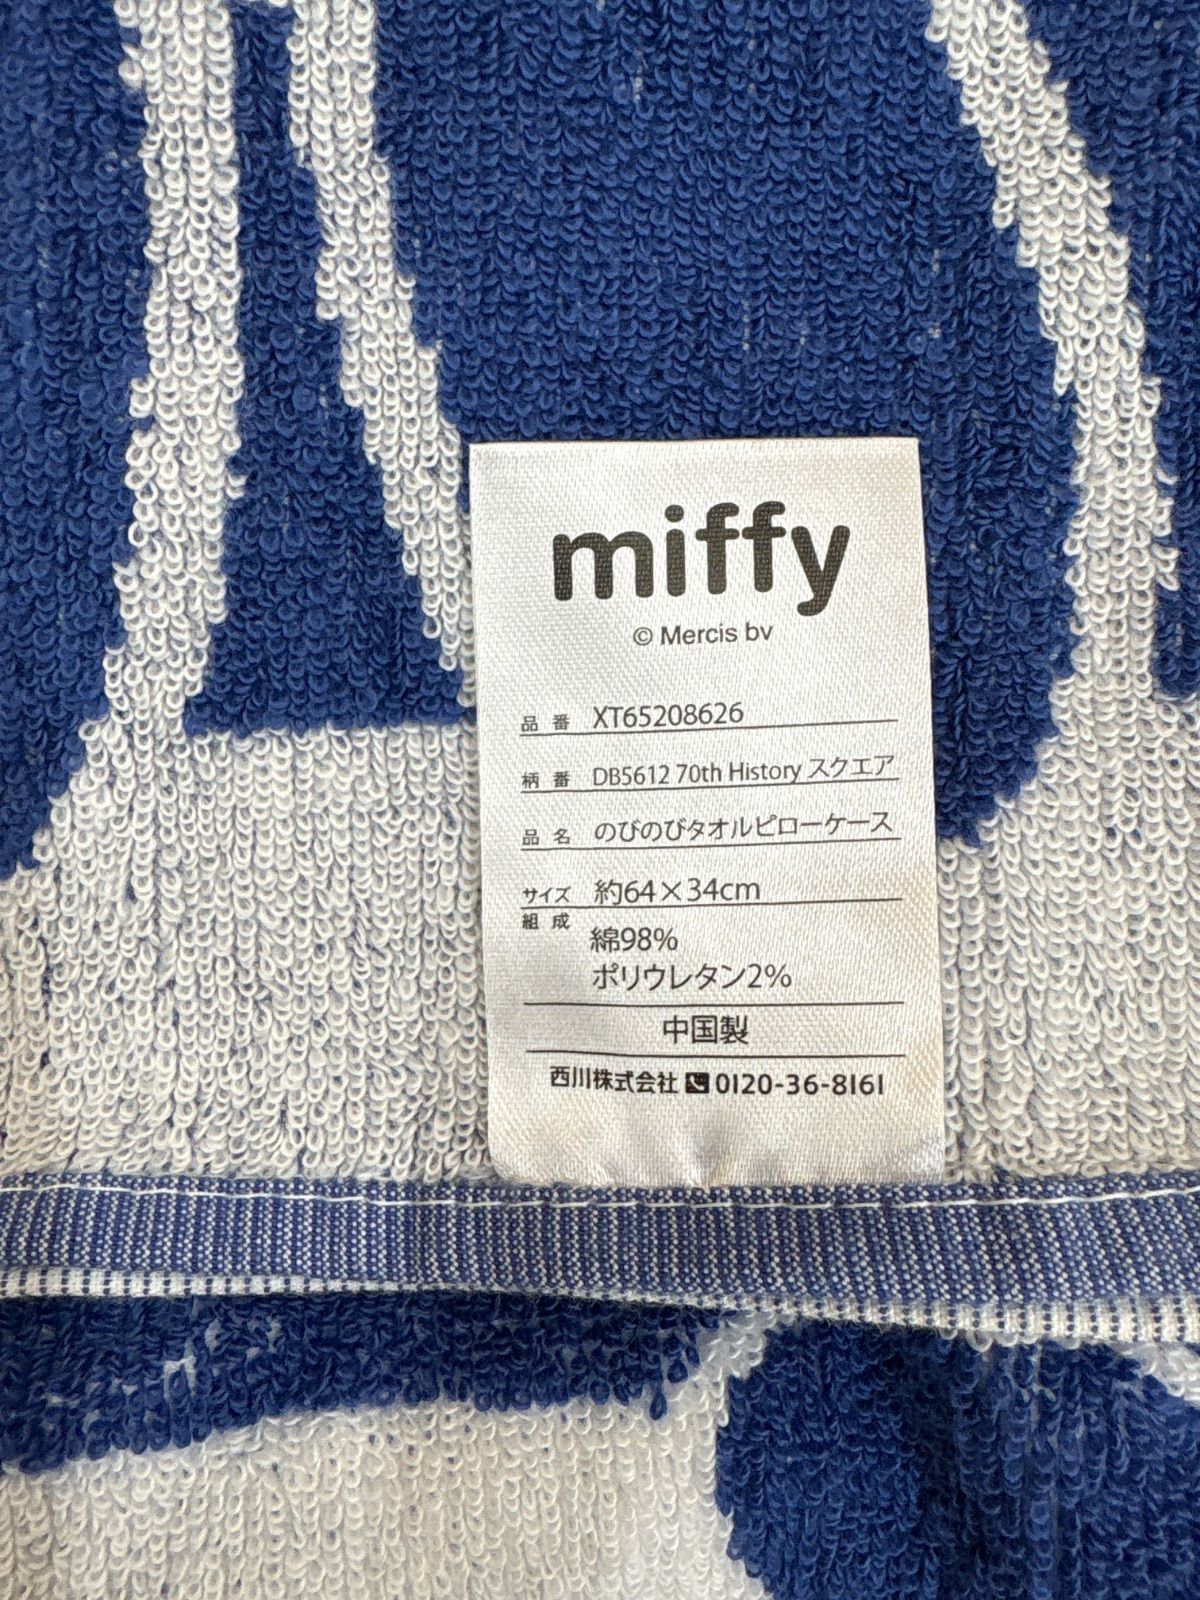 miffy
© Mercis bv
品番 XT65208626
柄番 DB5612 70th History スクエア
品名 のびのびタオルピローケース
サイズ 約64×34cm
組成
綿98%
ポリウレタン2%
中国製
西川株式会社 0120-36-8161